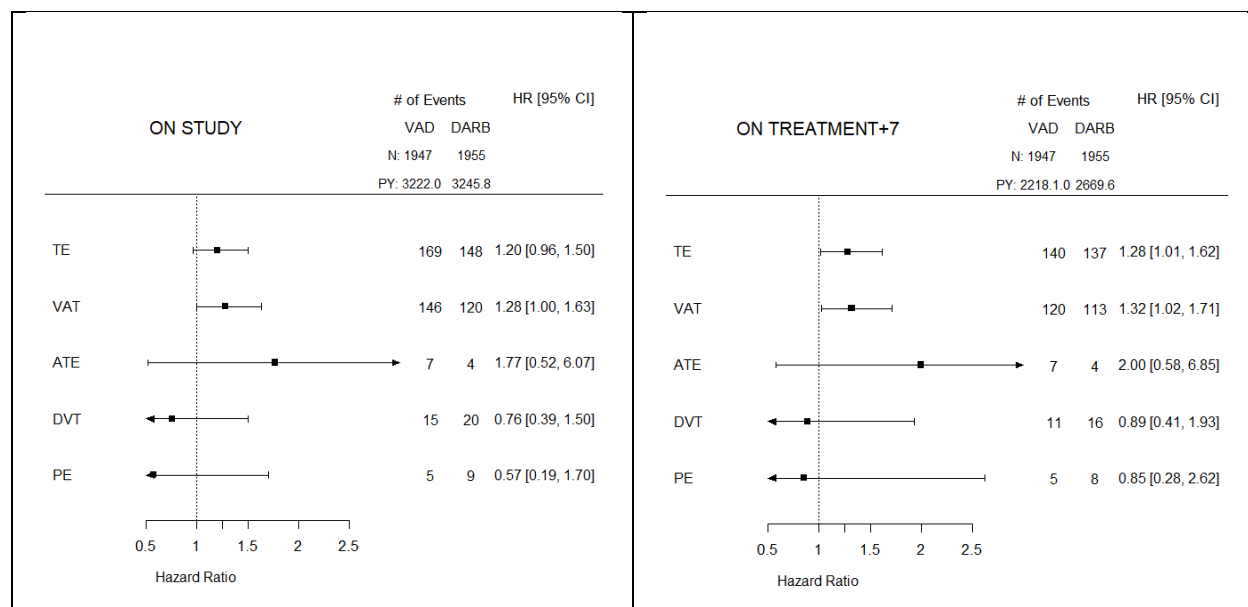 # of Events HR [95% CI]
ON STUDY VAD DARB
N: 1947 1955
PY: 3222.0 3245.8
TE 169 148 1.20 [0.96, 1.50]
VAT 146 120 1.28 [1.00, 1.63]
ATE 7 4 1.77 [0.52, 6.07]
DVT 15 20 0.76 [0.39, 1.50]
PE 5 9 0.57 [0.19, 1.70]
0.5 1 1.5 2 2.5
Hazard Ratio
# of Events HR [95% CI]
ON TREATMENT+7 VAD DARB
N: 1947 1955
PY: 2218.1.0 2669.6
TE 140 137 1.28 [1.01, 1.62]
VAT 120 113 1.32 [1.02, 1.71]
ATE 7 4 2.00 [0.58, 6.85]
DVT 11 16 0.89 [0.41, 1.93]
PE 5 8 0.85 [0.28, 2.62]
0.5 1 1.5 2 2.5
Hazard Ratio